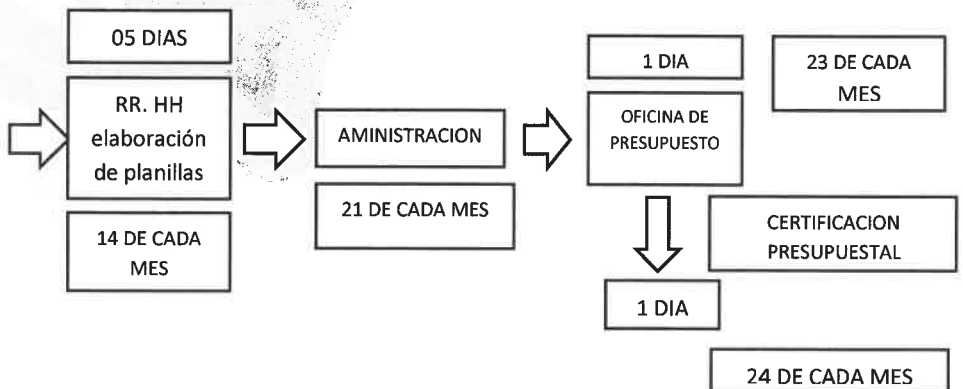 05 DIAS
RR. HH
elaboración
de planillas
14 DE CADA
MES
AMINISTRACION
21 DE CADA MES
1 DIA
OFICINA DE
PRESUPUESTO
23 DE CADA
MES
CERTIFICACION
PRESUPUESTAL
1 DIA
24 DE CADA MES